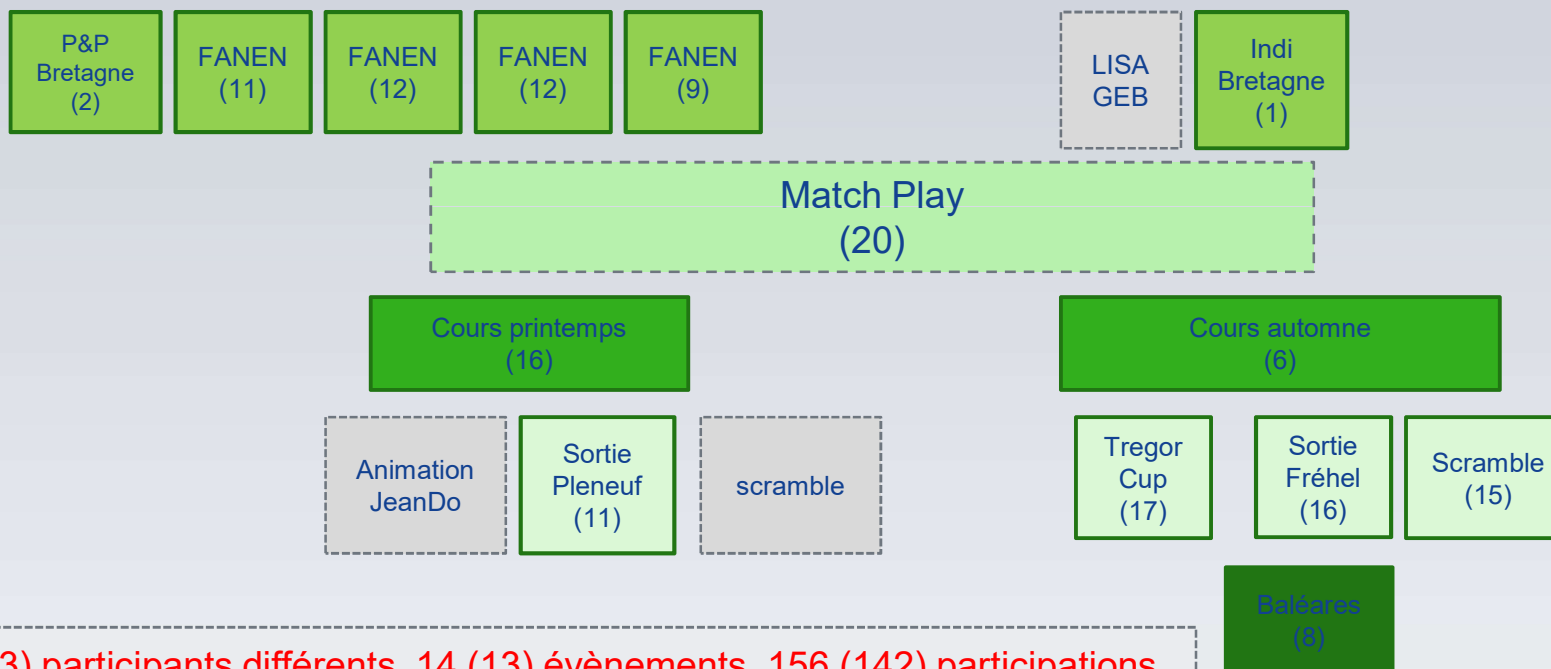 P&P
Bretagne
(2)
FANEN
(11)
FANEN
(12)
FANEN
(12)
FANEN
(9)
LISA
GEB
Indi
Bretagne
(1)
Match Play
(20)
Cours printemps
(16)
Cours automne
(6)
Animation
JeanDo
Sortie
Pleneuf
(11)
scramble
Tregor
Cup
(17)
Sortie
Fréhel
(16)
Scramble
(15)
Baléares
(8)
3) participants différents, 14 (13) évènements, 156 (142) participations